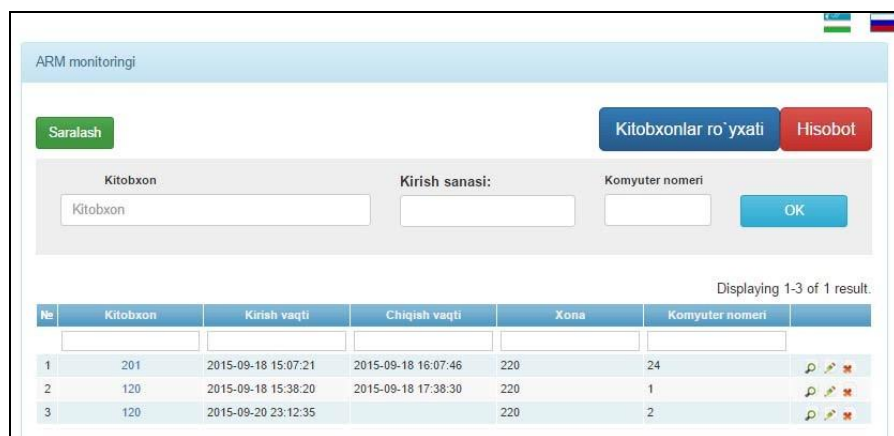 ARM monitoringi
Saralash
Kitobxonlar ro`yxati Hisobot
Kitobxon Kirish sanasi: Komyuter nomeri
Kitobxon
OK
Displaying 1-3 of 1 result.
№ Kitobxon Kirish vaqti Chiqish vaqti Xona Komyuter nomeri
1 201 2015-09-18 15:07:21 2015-09-18 16:07:46 220 24
2 120 2015-09-18 15:38:20 2015-09-18 17:38:30 220 1
3 120 2015-09-20 23:12:35 220 2